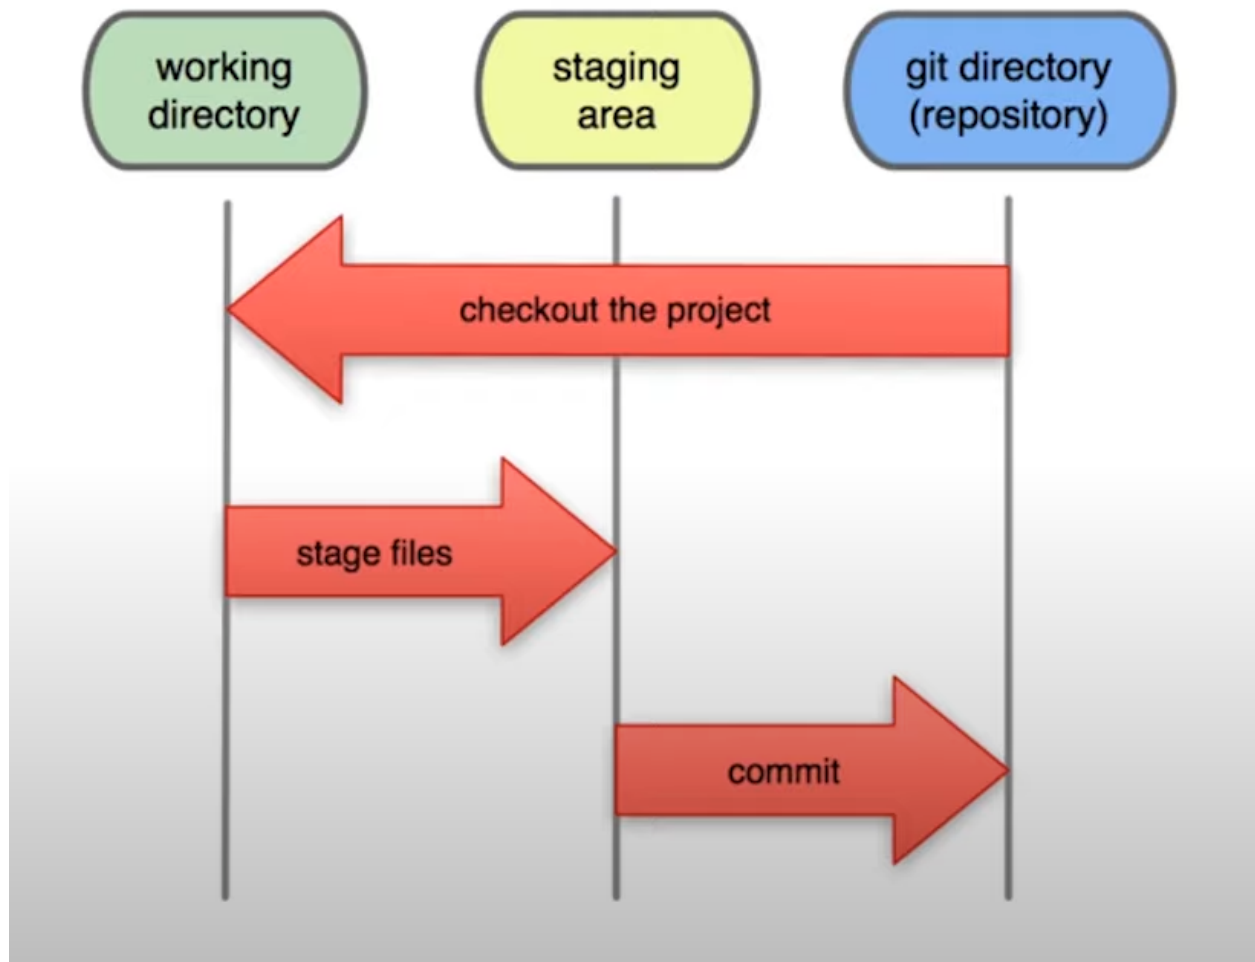 working
directory
staging
area
git directory
(repository)
checkout the project
stage files
commit